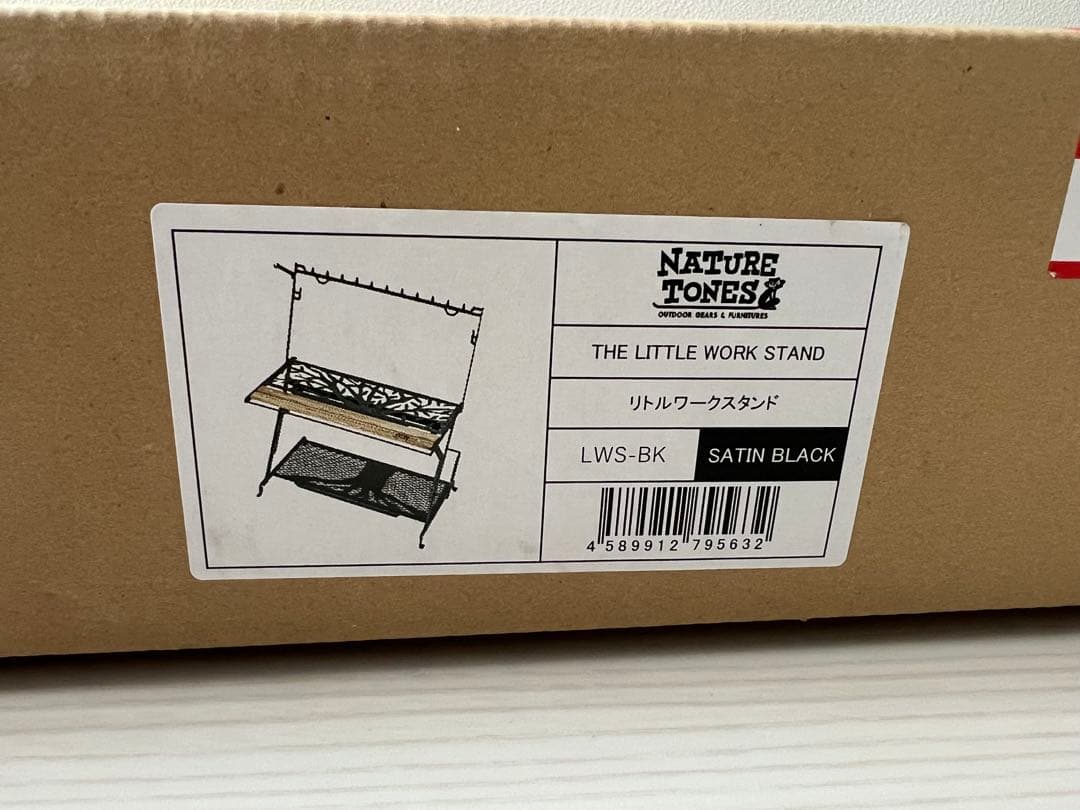 NATURE
TONES
OUTDOOR GEARS & FURNITURES
THE LITTLE WORK STAND
リトルワークスタンド
LWS-BK
SATIN BLACK
4 589912 795632